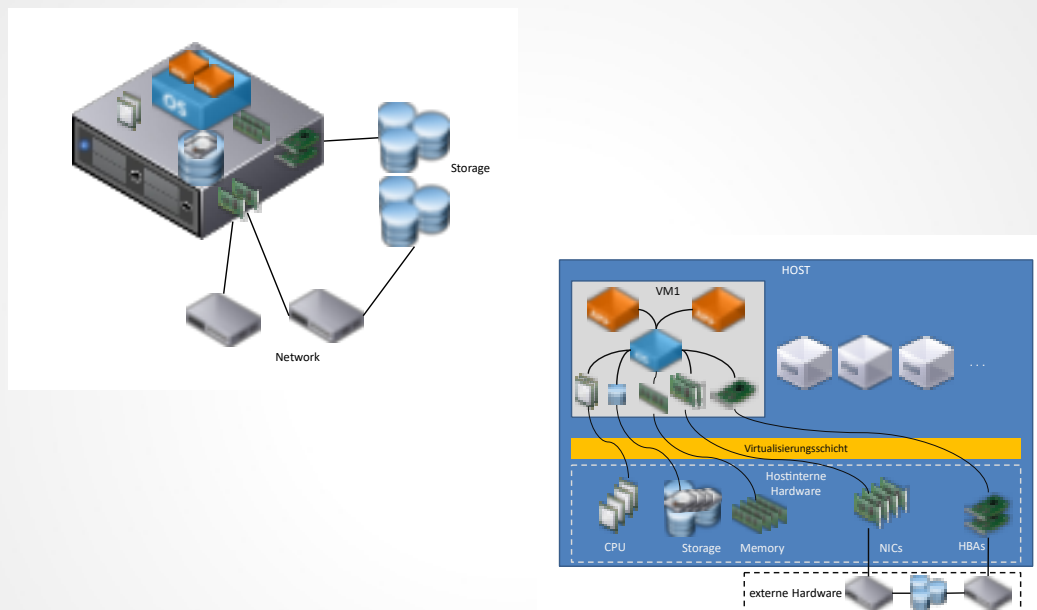 OS
Storage
Network
HOST
VM1
. . .
Virtualisierungsschicht
Hostinterne
Hardware
CPU
Storage
Memory
NICs
HBAs
externe Hardware